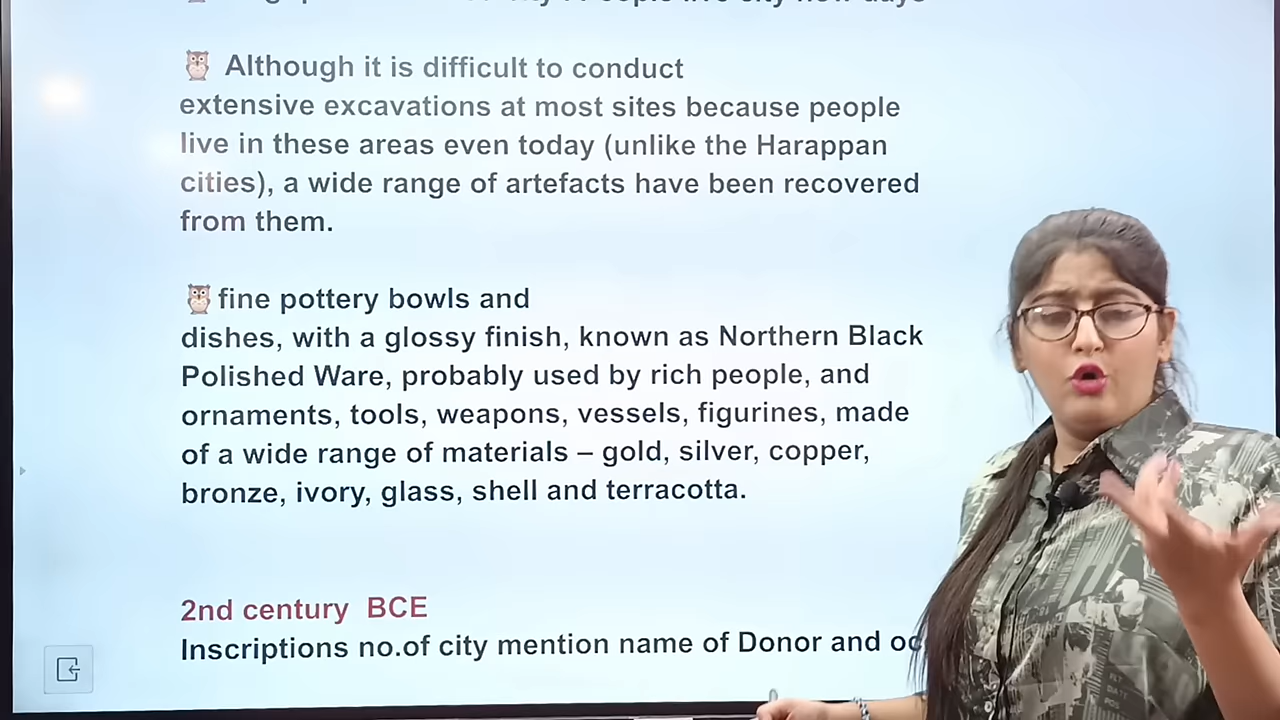 Although it is difficult to conduct
extensive excavations at most sites because people
live in these areas even today (unlike the Harappan
cities), a wide range of artefacts have been recovered
from them.
fine pottery bowls and
dishes, with a glossy finish, known as Northern Black
Polished Ware, probably used by rich people, and
ornaments, tools, weapons, vessels, figurines, made
of a wide range of materials – gold, silver, copper,
bronze, ivory, glass, shell and terracotta.
2nd century BCE
Inscriptions no.of city mention name of Donor and